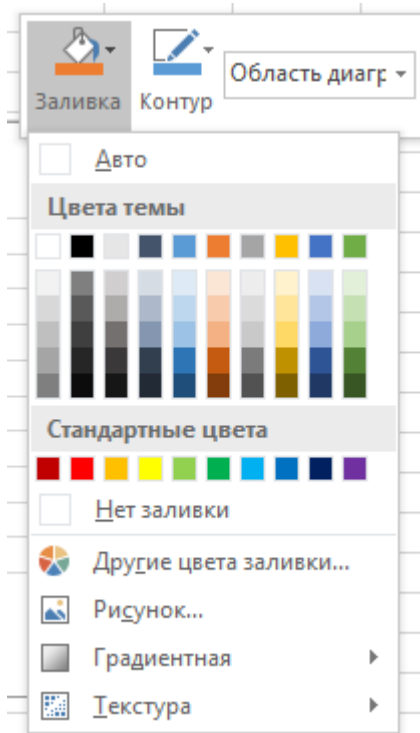 Заливка Контур Область диагр
Авто
Цвета темы
Стандартные цвета
Нет заливки
Другие цвета заливки...
Рисунок...
Градиентная
Текстура